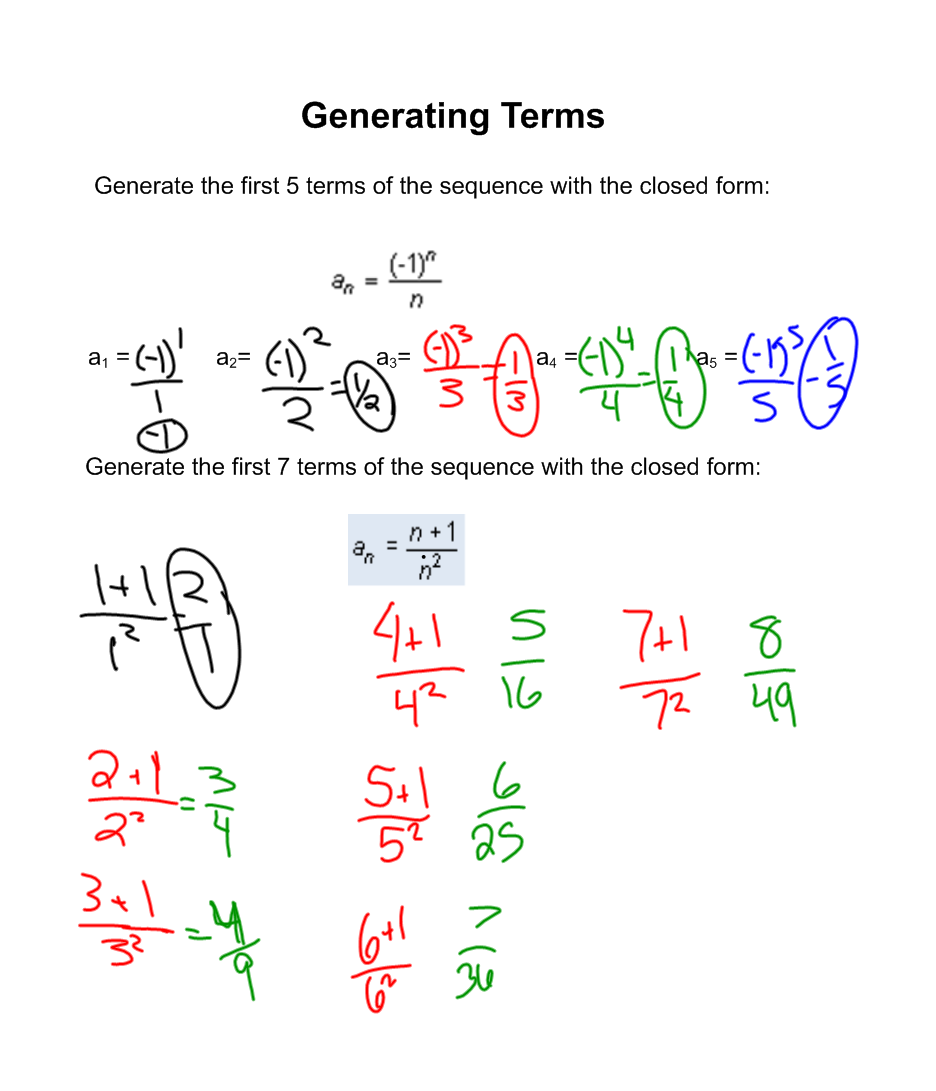 Generating Terms
Generate the first 5 terms of the sequence with the closed form:
aₙ = (-1)ⁿ/n
a₁ = (-1)¹/1 -1 a₂= (-1)²/2 = 1/2 a₃= (-1)³/3 = -1/3 a₄ = (-1)⁴/4 = 1/4 a₅ = (-1)⁵/5 -1/5
Generate the first 7 terms of the sequence with the closed form:
aₙ = n + 1/n²
1+1/1² = 2/1
4+1/4² 5/16 7+1/7² 8/49
2+1/2² = 3/4 5+1/5² 6/25
3+1/3² = 4/9 6+1/6² 7/36